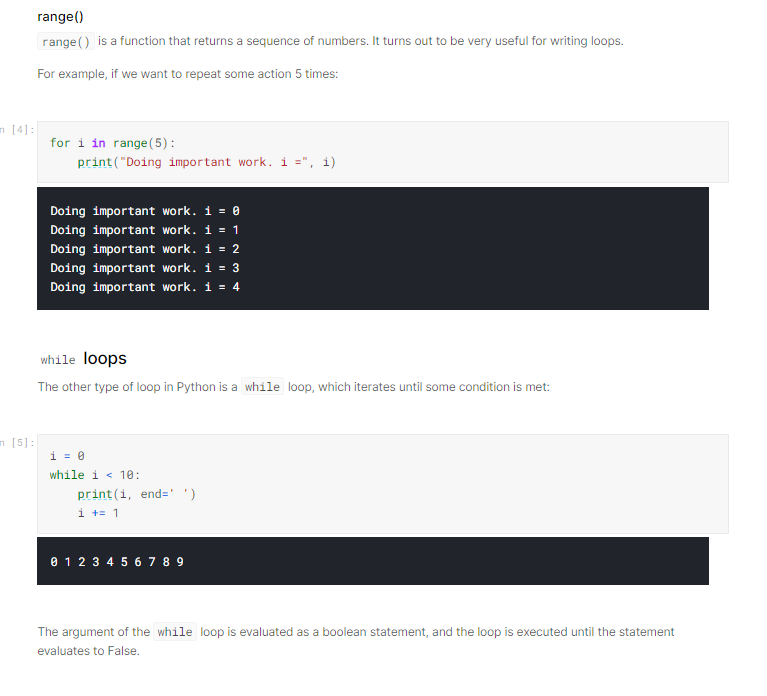 range()
range() is a function that returns a sequence of numbers. It turns out to be very useful for writing loops.
For example, if we want to repeat some action 5 times:
n [4]:
for i in range(5):
    print("Doing important work. i =", i)
Doing important work. i = 0
Doing important work. i = 1
Doing important work. i = 2
Doing important work. i = 3
Doing important work. i = 4
while loops
The other type of loop in Python is a while loop, which iterates until some condition is met:
n [5]:
i = 0
while i < 10:
    print(i, end=' ')
    i += 1
0 1 2 3 4 5 6 7 8 9
The argument of the while loop is evaluated as a boolean statement, and the loop is executed until the statement
evaluates to False.